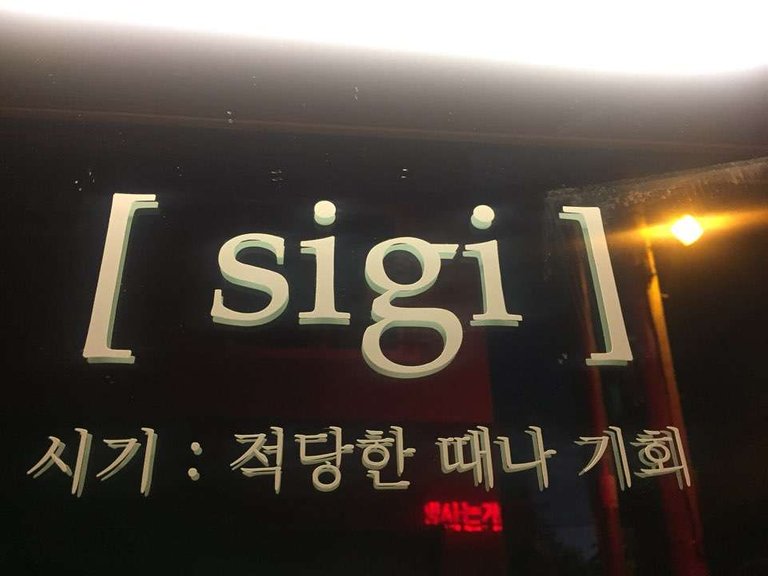 [ sigi ]
시기 : 적당한 때나 기회